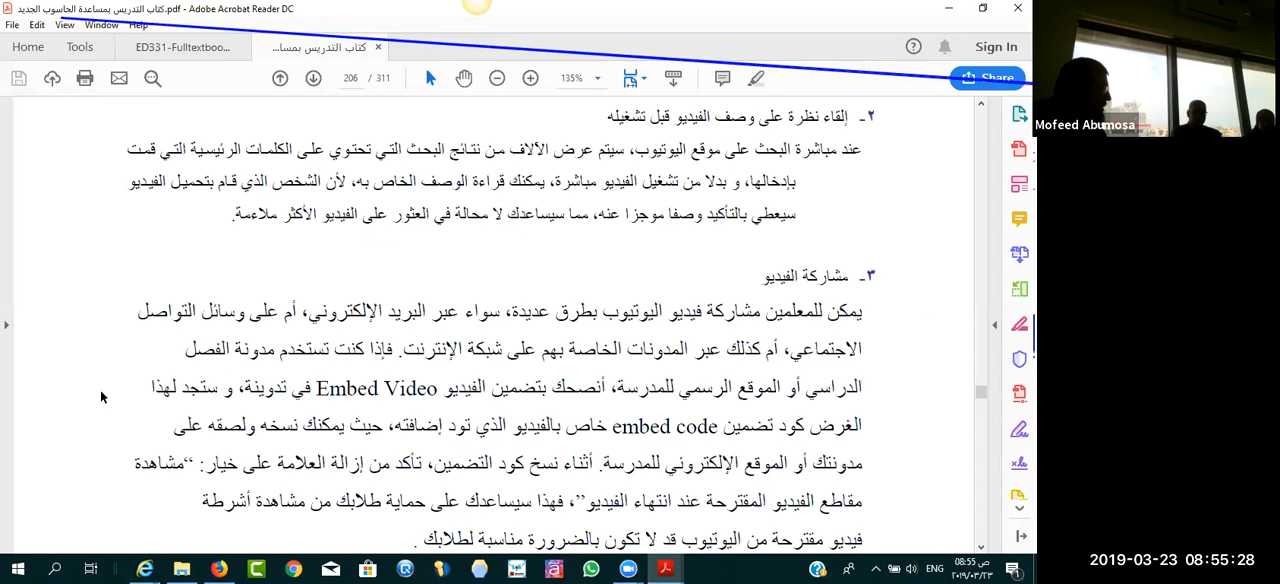 كتاب التدريس بمساعدة الحاسوب الجديد.pdf - Adobe Acrobat Reader DC
File Edit View Window Help
Home Tools ED331-Fulltextboo... كتاب التدريس بمسا... × Sign In
206 / 311 135% Share
٢- إلقاء نظرة على وصف الفيديو قبل تشغيله
عند مباشرة البحث على موقع اليوتيوب، سيتم عرض الآلاف من نتائج البحث التي تحتوي على الكلمات الرئيسية التي قمت
بإدخالها، و بدلا من تشغيل الفيديو مباشرة، يمكنك قراءة الوصف الخاص به، لأن الشخص الذي قام بتحميل الفيديو
سيعطي بالتأكيد وصفا موجزا عنه، مما سيساعدك لا محالة في العثور على الفيديو الأكثر ملاءمة.
٣- مشاركة الفيديو
يمكن للمعلمين مشاركة فيديو اليوتيوب بطرق عديدة، سواء عبر البريد الإلكتروني، أم على وسائل التواصل
الاجتماعي، أم كذلك عبر المدونات الخاصة بهم على شبكة الإنترنت. فإذا كنت تستخدم مدونة الفصل
الدراسي أو الموقع الرسمي للمدرسة، أنصحك بتضمين الفيديو Embed Video في تدوينة، و ستجد لهذا
الغرض كود تضمين embed code خاص بالفيديو الذي تود إضافته، حيث يمكنك نسخه ولصقه على
مدونتك أو الموقع الإلكتروني للمدرسة. أثناء نسخ كود التضمين، تأكد من إزالة العلامة على خيار: “مشاهدة
مقاطع الفيديو المقترحة عند انتهاء الفيديو”، فهذا سيساعدك على حماية طلابك من مشاهدة أشرطة
فيديو مقترحة من اليوتيوب قد لا تكون بالضرورة مناسبة لطلابك .
Mofeed Abumosa
ENG
ص 08:55
٢٠١٩/٠٣/٢٣
2019-03-23 08:55:28